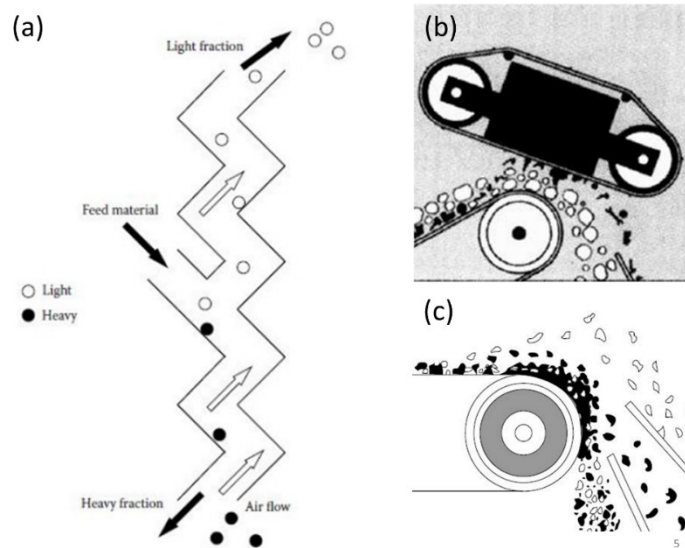 (a)
Light fraction
Feed material
Light
Heavy
Heavy fraction
Air flow
(b)
(c)
5